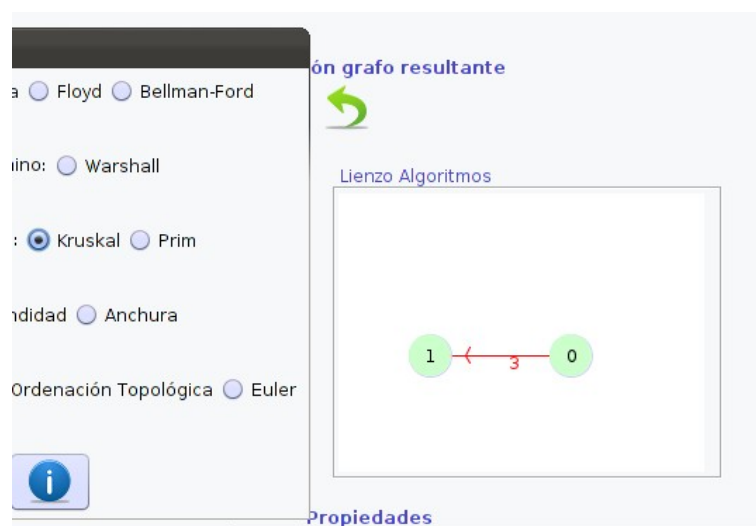 ón grafo resultante
a Floyd Bellman-Ford
ino: Warshall
Lienzo Algoritmos
: Kruskal Prim
1 3 0
ndidad Anchura
Ordenación Topológica Euler
i
Propiedades